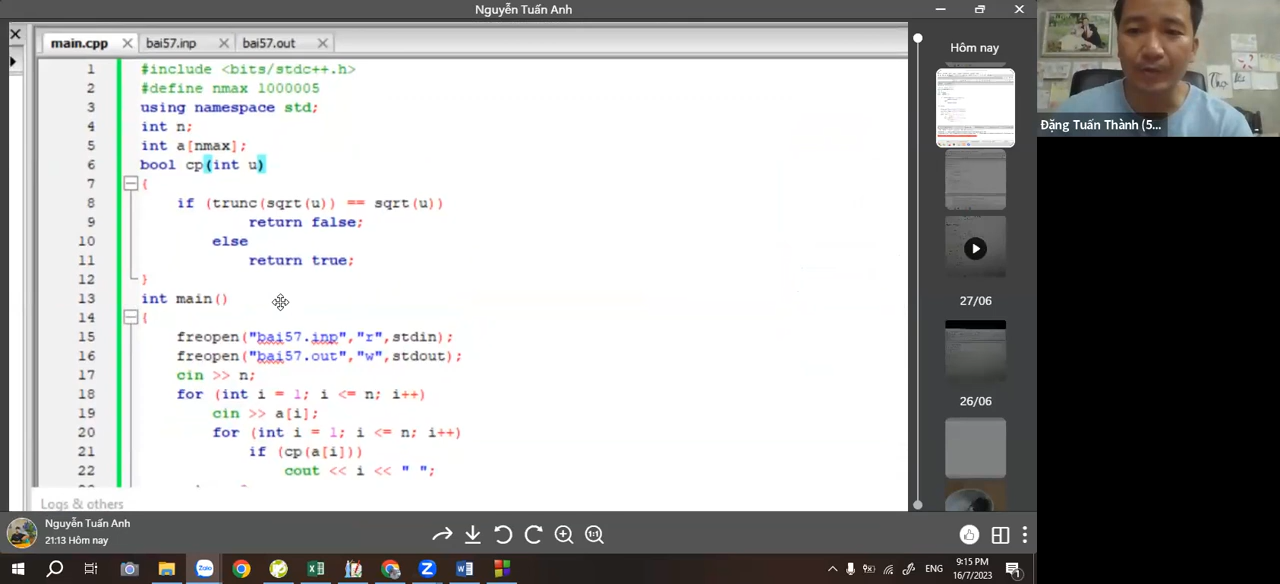 Nguyễn Tuấn Anh
main.cpp
bai57.inp
bai57.out
1 #include <bits/stdc++.h>
2 #define nmax 1000005
3 using namespace std;
4 int n;
5 int a[nmax];
6 bool cp(int u)
7 {
8 if (trunc(sqrt(u)) == sqrt(u))
9 return false;
10 else
11 return true;
12 }
13 int main()
14 {
15 freopen("bai57.inp","r",stdin);
16 freopen("bai57.out","w",stdout);
17 cin >> n;
18 for (int i = 1; i <= n; i++)
19 cin >> a[i];
20 for (int i = 1; i <= n; i++)
21 if (cp(a[i]))
22 cout << i << " ";
Logs & others
Nguyễn Tuấn Anh
21:13 Hôm nay
1:1
Hôm nay
27/06
26/06
Đặng Tuấn Thành (5...
Zalo
ENG
9:15 PM
16/7/2023
1